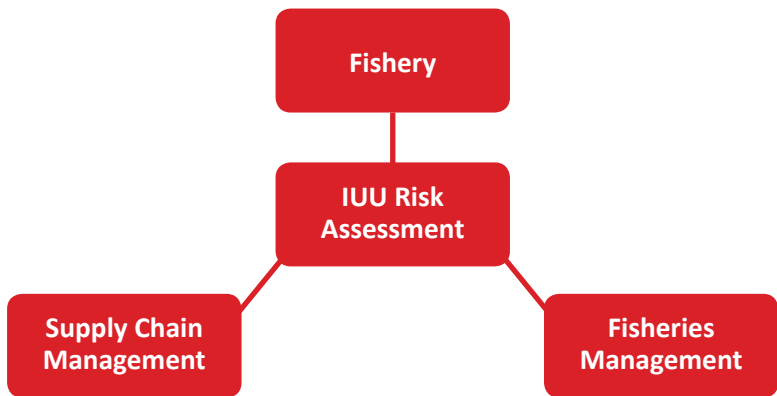 Fishery
IUU Risk
Assessment
Supply Chain
Management
Fisheries
Management